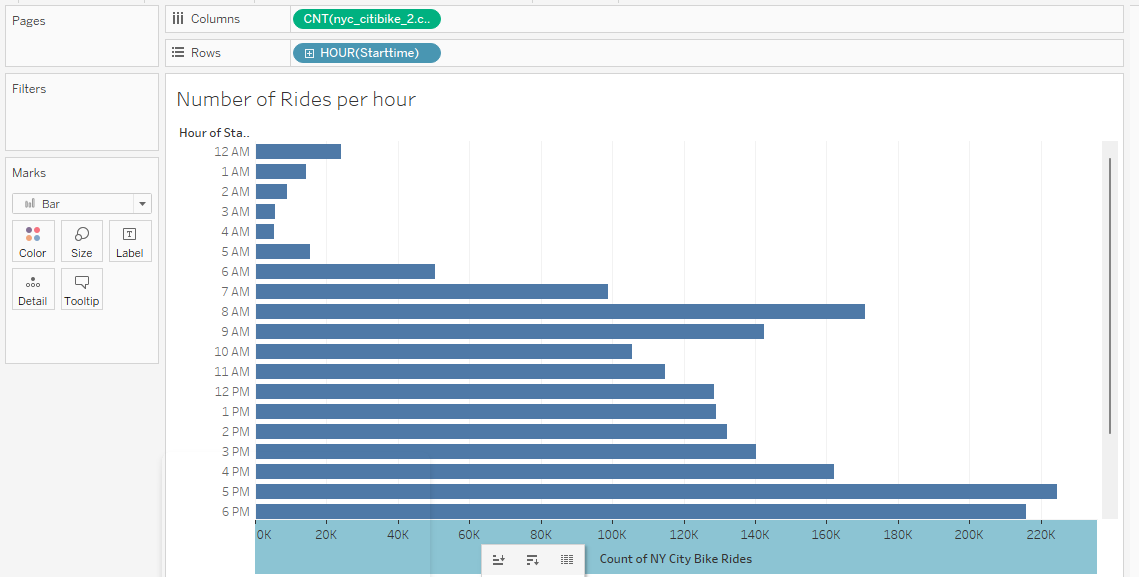 Pages
Columns
CNT(nyc_citibike_2.c..
Rows
HOUR(Starttime)
Filters
Marks
Bar
Color Size Label
Detail Tooltip
Number of Rides per hour
Hour of Sta..
12 AM
1 AM
2 AM
3 AM
4 AM
5 AM
6 AM
7 AM
8 AM
9 AM
10 AM
11 AM
12 PM
1 PM
2 PM
3 PM
4 PM
5 PM
6 PM
0K 20K 40K 60K 80K 100K 120K 140K 160K 180K 200K 220K
Count of NY City Bike Rides